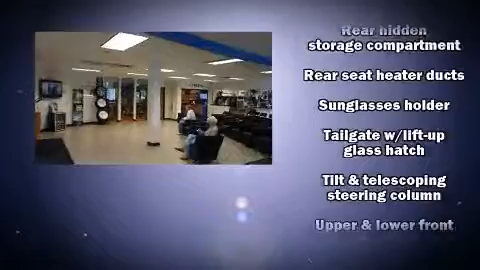 Rear hidden
storage compartment
Rear seat heater ducts
Sunglasses holder
Tailgate w/lift-up
glass hatch
Tilt & telescoping
steering column
Upper & lower front